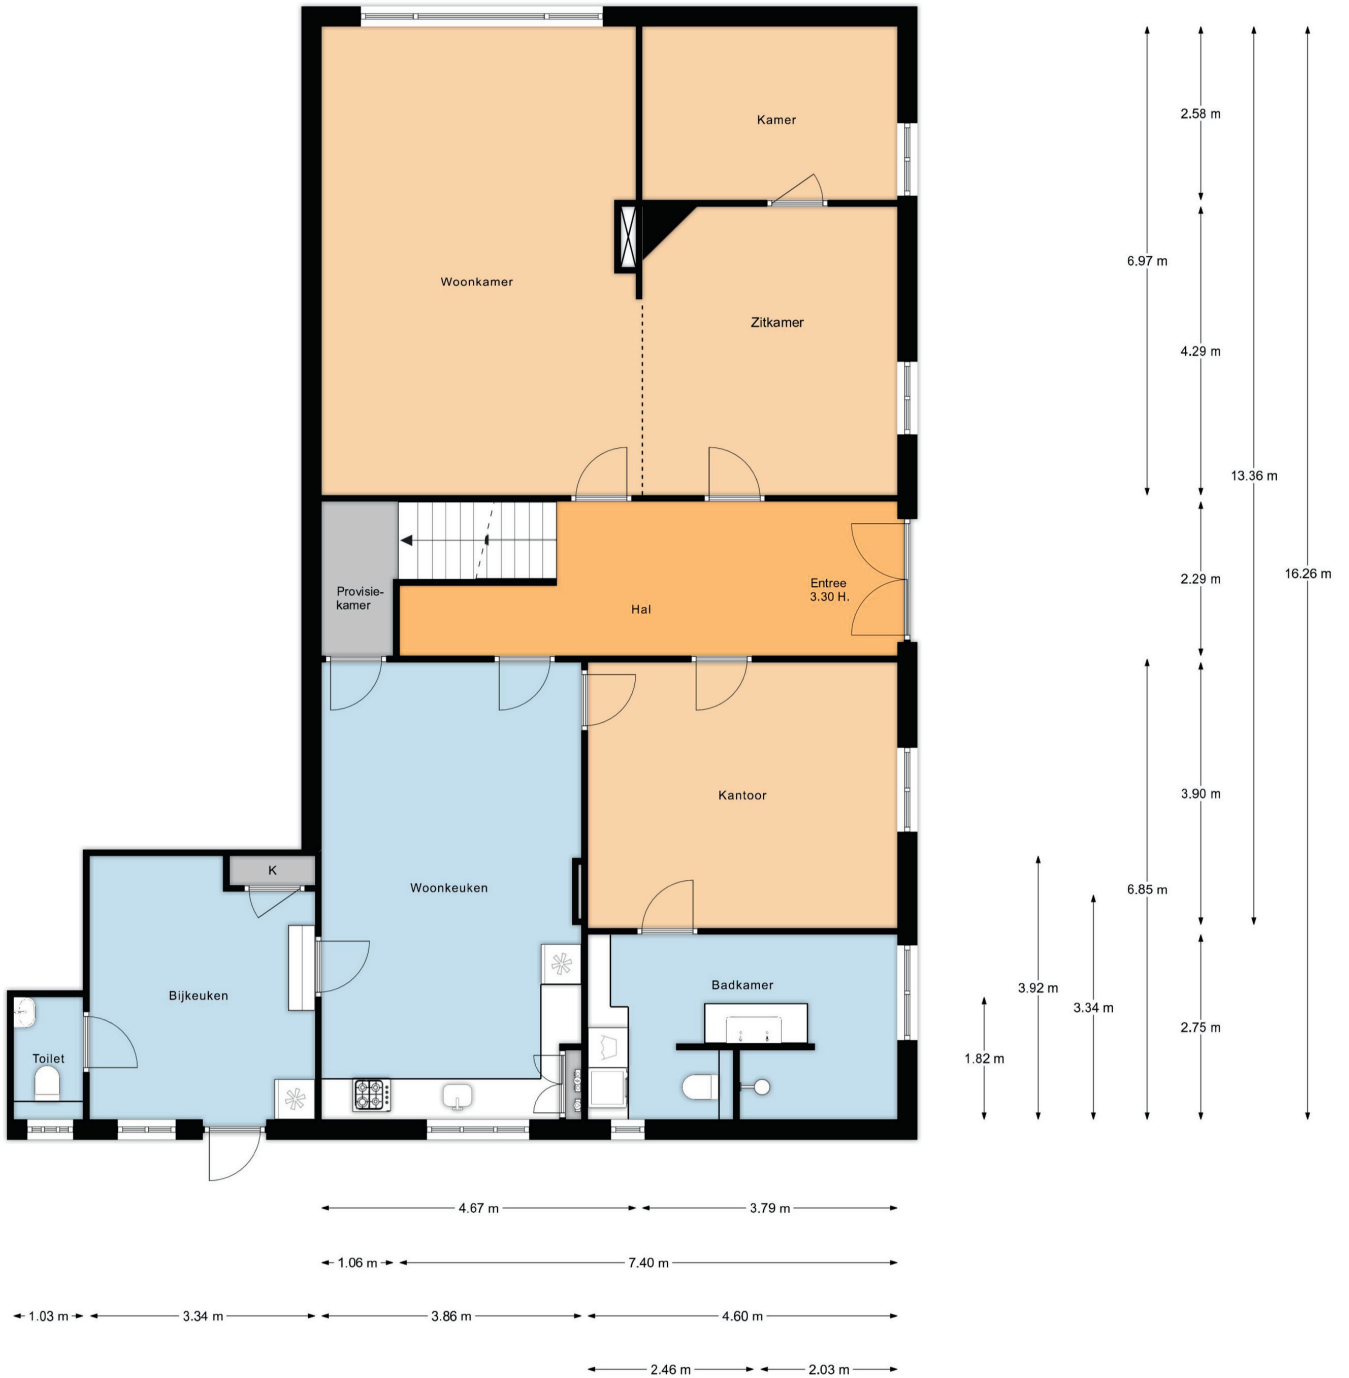 Kamer
2.58 m
6.97 m
Woonkamer
Zitkamer
4.29 m
13.36 m
16.26 m
Entree
3.30 H.
2.29 m
Provisie-
kamer
Hal
Kantoor
3.90 m
K
Woonkeuken
6.85 m
Bijkeuken
Badkamer
3.92 m
3.34 m
2.75 m
Toilet
1.82 m
4.67 m
3.79 m
1.06 m
7.40 m
1.03 m
3.34 m
3.86 m
4.60 m
2.46 m
2.03 m